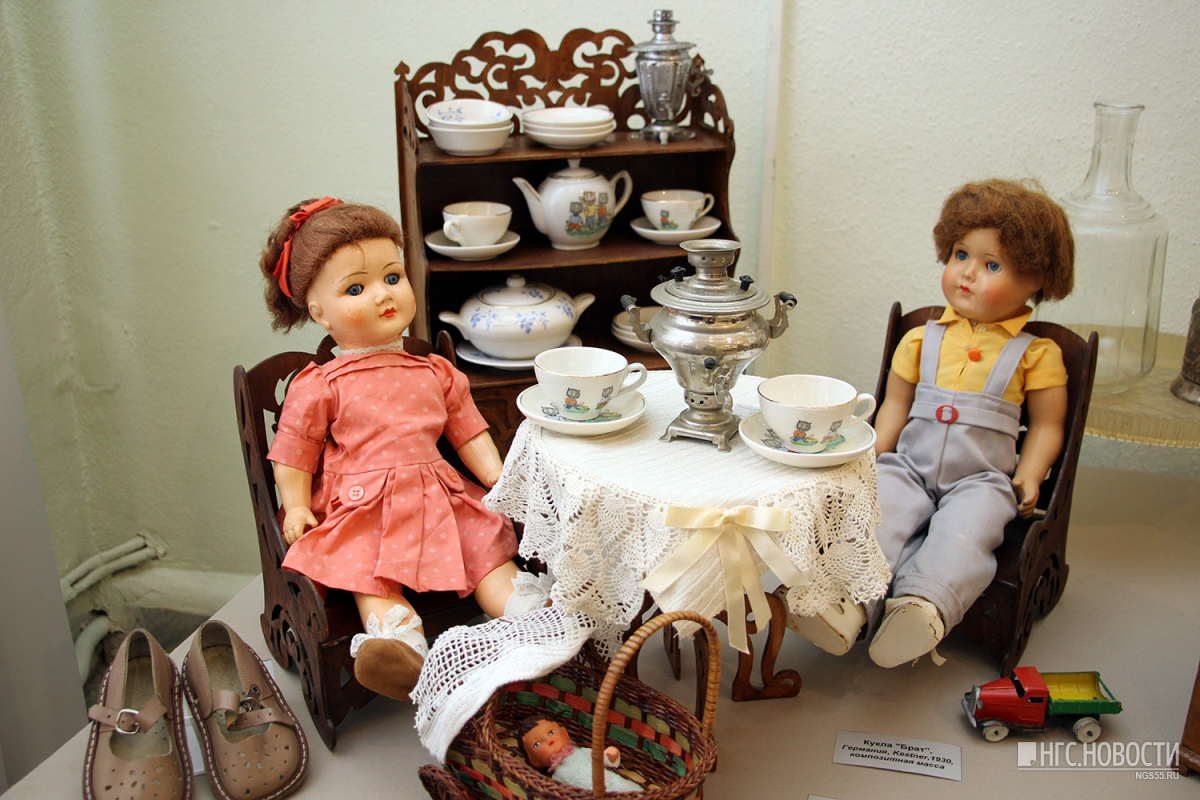 Кукла "Брат",
Германия, Kestner, 1930,
композитная масса
НГС.НОВОСТИ
NGS55.RU